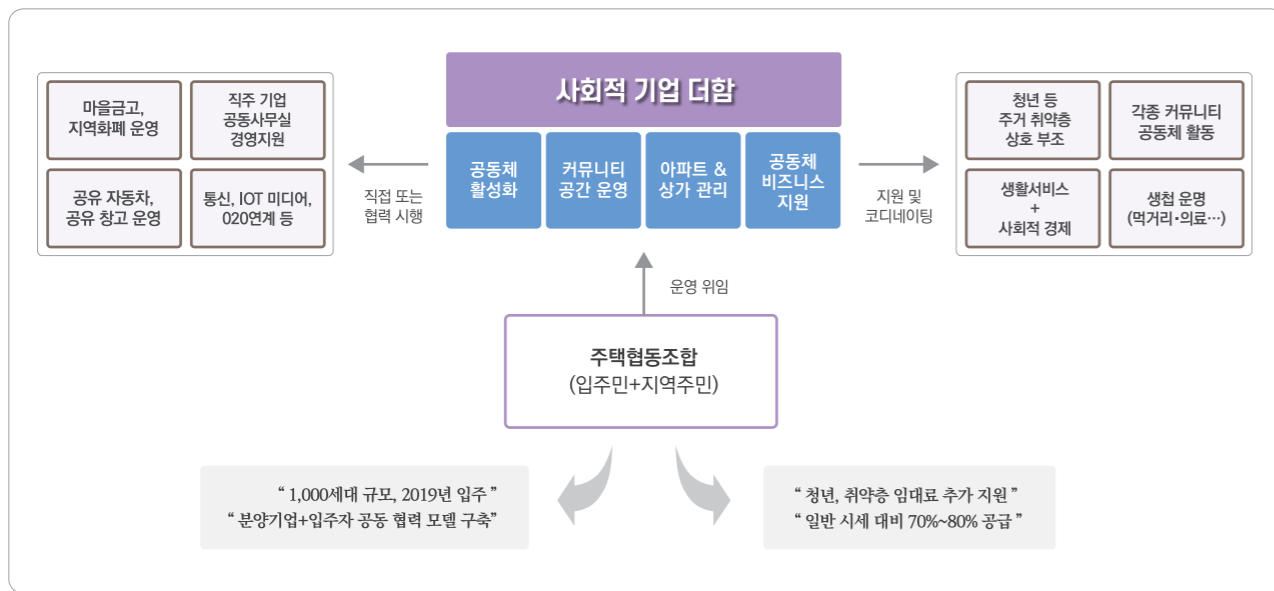 사회적 기업 더함
공동체
활성화
커뮤니티
공간 운영
아파트 &
상가 관리
공동체
비즈니스
지원
마을금고,
지역화폐 운영
직주 기업
공동사무실
경영지원
공유 자동차,
공유 창고 운영
통신, IOT 미디어,
020연계 등
직접 또는
협력 시행
지원 및
코디네이팅
청년 등
주거 취약층
상호 부조
각종 커뮤니티
공동체 활동
생활서비스
+
사회적 경제
생첩 운명
(먹거리·의료…)
운영 위임
주택협동조합
(입주민+지역주민)
“ 1,000세대 규모, 2019년 입주 ”
“ 분양기업+입주자 공동 협력 모델 구축”
“ 청년, 취약층 임대료 추가 지원 ”
“ 일반 시세 대비 70%~80% 공급 ”